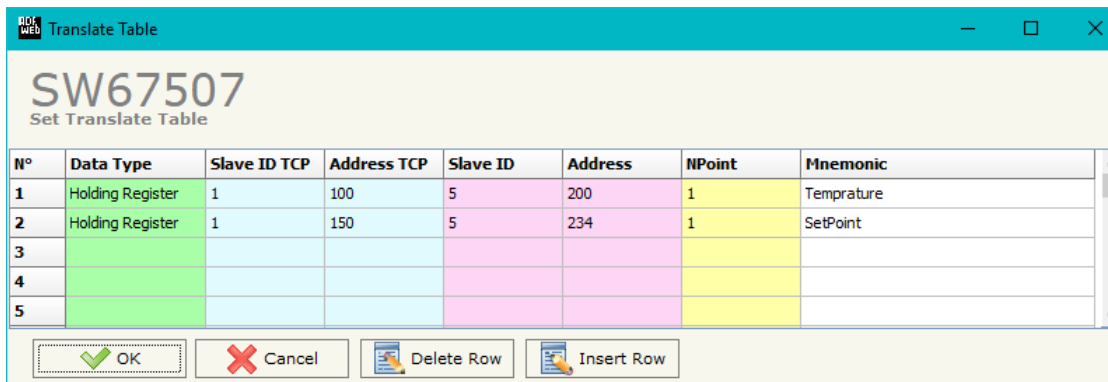 ADF WEB Translate Table
SW67507
Set Translate Table
N° Data Type Slave ID TCP Address TCP Slave ID Address NPoint Mnemonic
1 Holding Register 1 100 5 200 1 Temprature
2 Holding Register 1 150 5 234 1 SetPoint
3
4
5
OK Cancel Delete Row Insert Row